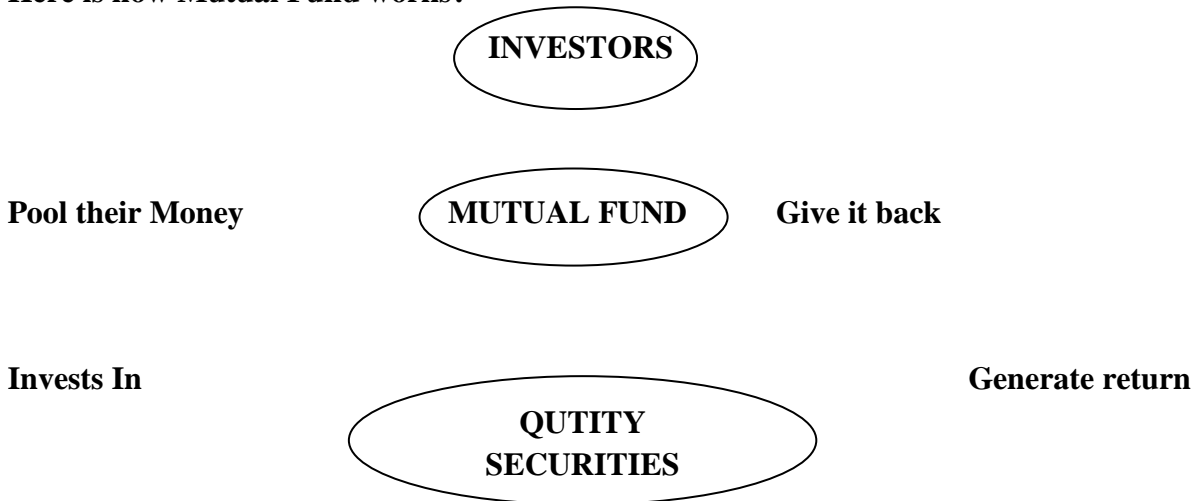 Here is how Mutual Fund works?
INVESTORS
Pool their Money MUTUAL FUND Give it back
Invests In Generate return
QUTITY
SECURITIES